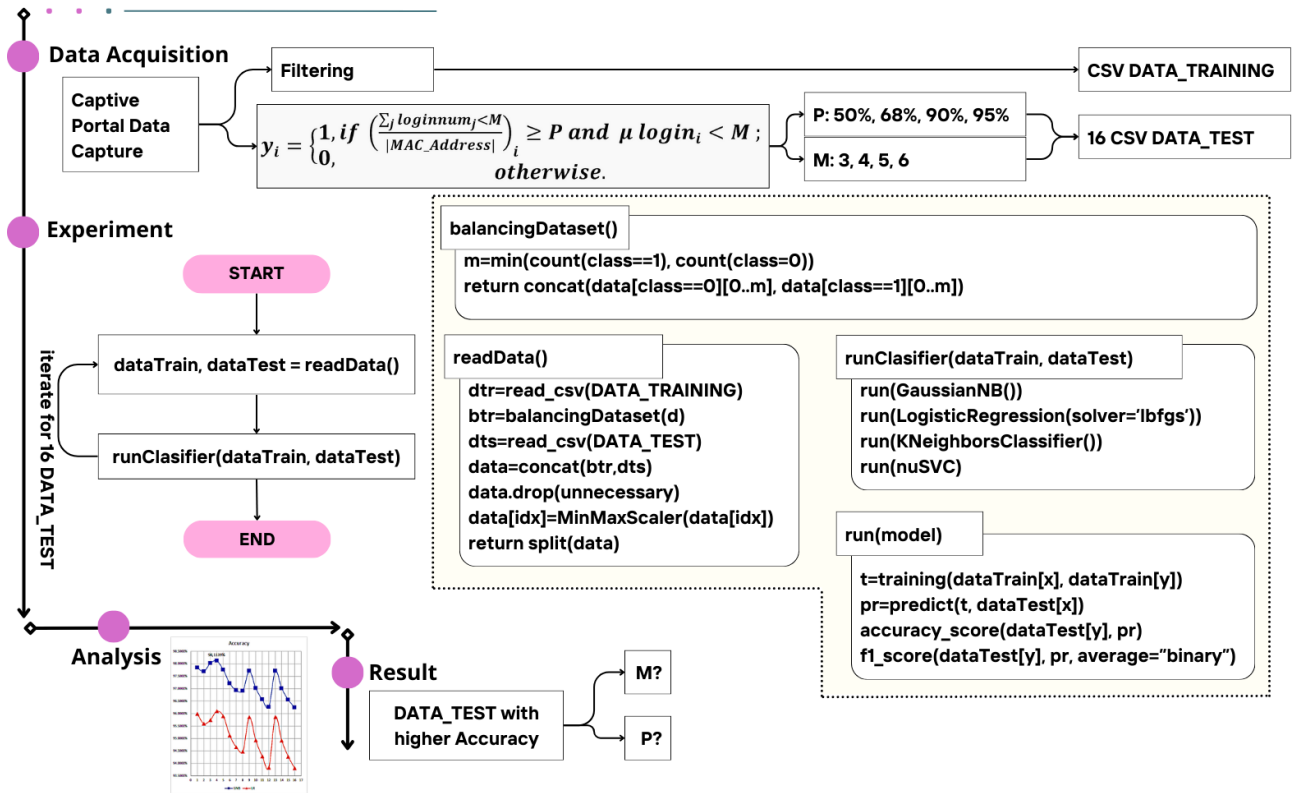 Data Acquisition
Captive
Portal Data
Capture
Filtering
CSV DATA_TRAINING
y_i = {1, if (∑_j loginnum_j<M / |MAC_Address|)_i ≥ P and μ login_i < M ;
0, otherwise.
P: 50%, 68%, 90%, 95%
M: 3, 4, 5, 6
16 CSV DATA_TEST
Experiment
START
dataTrain, dataTest = readData()
runClasifier(dataTrain, dataTest)
END
iterate for 16 DATA_TEST
balancingDataset()
m=min(count(class==1), count(class=0))
return concat(data[class==0][0..m], data[class==1][0..m])
readData()
dtr=read_csv(DATA_TRAINING)
btr=balancingDataset(d)
dts=read_csv(DATA_TEST)
data=concat(btr,dts)
data.drop(unnecessary)
data[idx]=MinMaxScaler(data[idx])
return split(data)
runClasifier(dataTrain, dataTest)
run(GaussianNB())
run(LogisticRegression(solver='lbfgs'))
run(KNeighborsClassifier())
run(nuSVC)
run(model)
t=training(dataTrain[x], dataTrain[y])
pr=predict(t, dataTest[x])
accuracy_score(dataTest[y], pr)
f1_score(dataTest[y], pr, average="binary")
Analysis
Accuracy
Result
DATA_TEST with
higher Accuracy
M?
P?